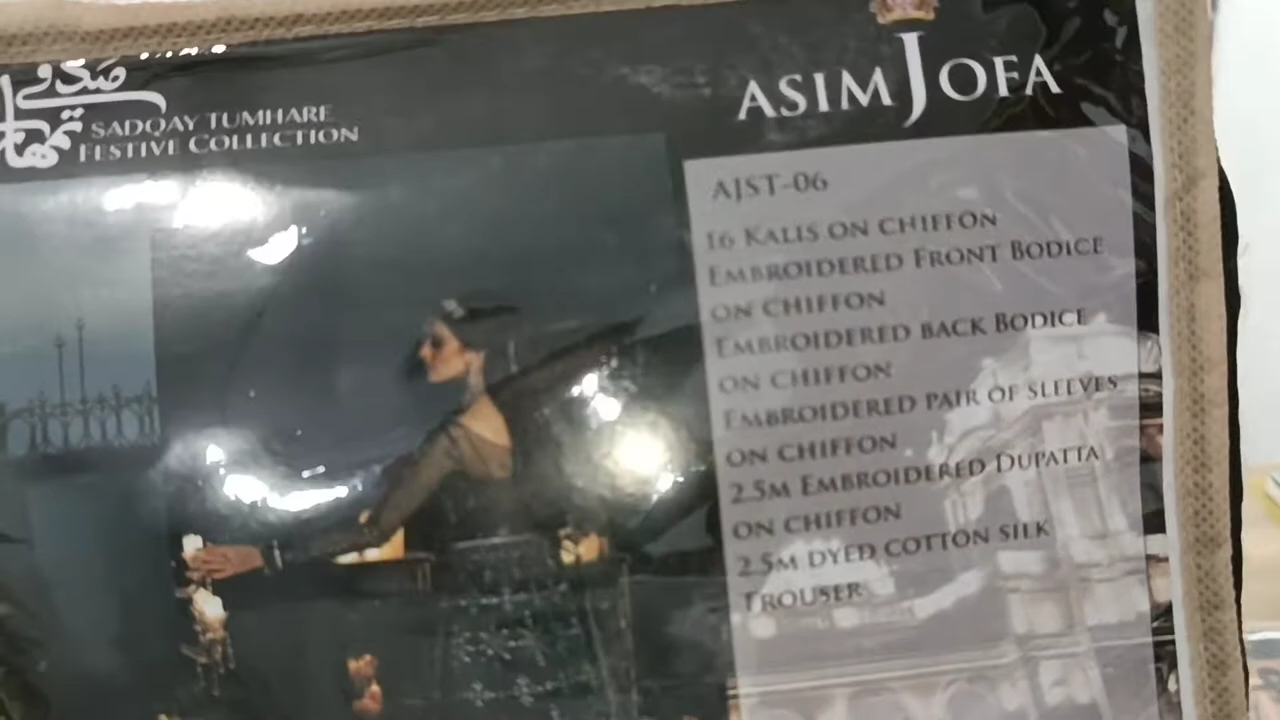 صدقے
تمہارے
SADQAY TUMHARE
FESTIVE COLLECTION
ASIM JOFA
AJST-06
16 KALIS ON CHIFFON
EMBROIDERED FRONT BODICE
ON CHIFFON
EMBROIDERED BACK BODICE
ON CHIFFON
EMBROIDERED PAIR OF SLEEVES
ON CHIFFON
2.5M EMBROIDERED DUPATTA
ON CHIFFON
2.5M DYED COTTON SILK
TROUSER